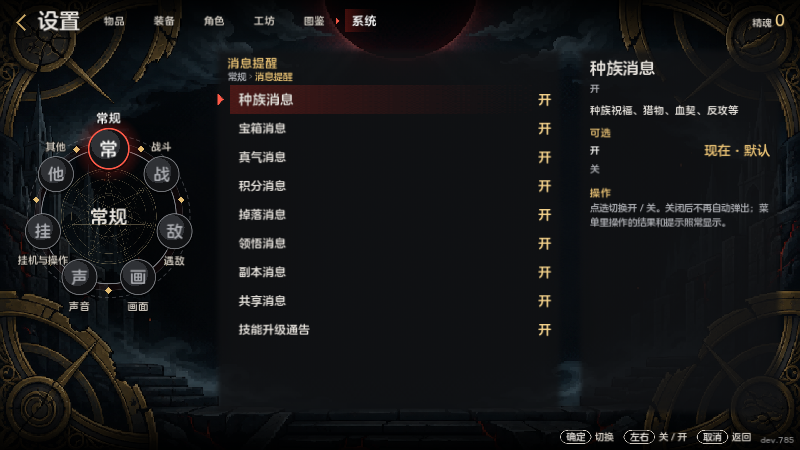 设置
物品 装备 角色 工坊 图鉴 系统
精魂 0
消息提醒
常规 › 消息提醒
种族消息 开
宝箱消息 开
真气消息 开
积分消息 开
掉落消息 开
领悟消息 开
副本消息 开
共享消息 开
技能升级通告 开
常规
常
其他
他
战斗
战
常规
挂
挂机与操作
敌
遇敌
声
声音
画
画面
种族消息
开
种族祝福、猎物、血契、反攻等
可选
开 现在 · 默认
关
操作
点选切换开 / 关。关闭后不再自动弹出；菜
单里操作的结果和提示照常显示。
确定 切换 左右 关 / 开 取消 返回
dev.785